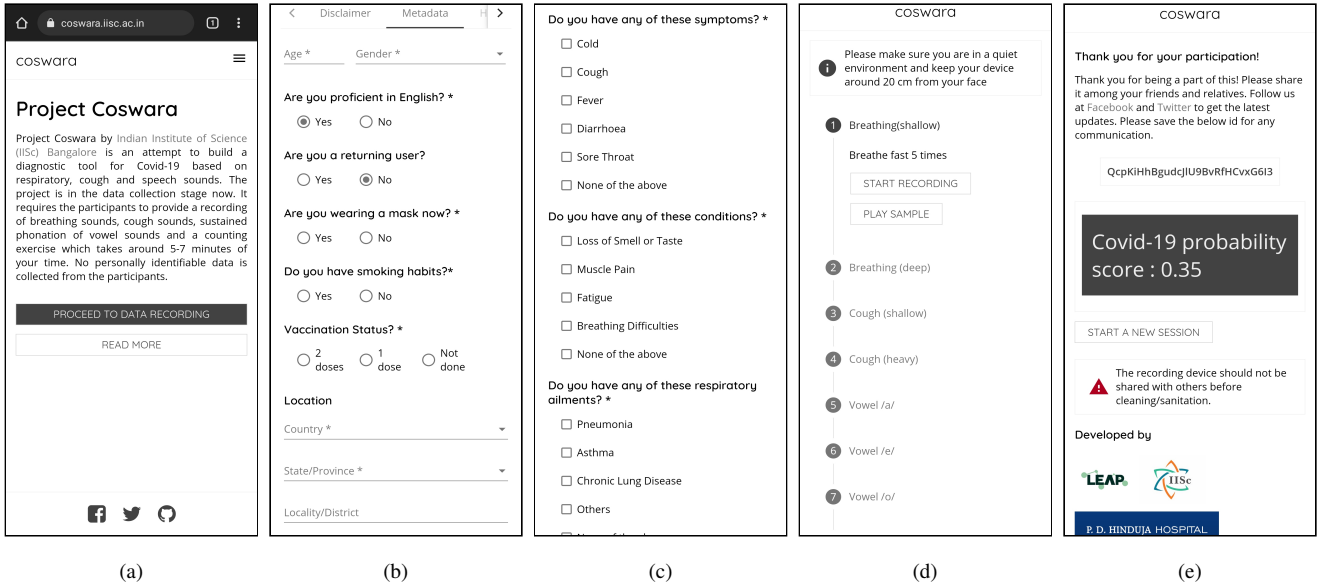 coswara.iisc.ac.in
1
coswara
Project Coswara
Project Coswara by Indian Institute of Science
(IISc) Bangalore is an attempt to build a
diagnostic tool for Covid-19 based on
respiratory, cough and speech sounds. The
project is in the data collection stage now. It
requires the participants to provide a recording
of breathing sounds, cough sounds, sustained
phonation of vowel sounds and a counting
exercise which takes around 5-7 minutes of
your time. No personally identifiable data is
collected from the participants.
PROCEED TO DATA RECORDING
READ MORE
(a)
Disclaimer Metadata H
Age * Gender *
Are you proficient in English? *
Yes No
Are you a returning user?
Yes No
Are you wearing a mask now? *
Yes No
Do you have smoking habits?*
Yes No
Vaccination Status? *
2 doses 1 dose Not done
Location
Country *
State/Province *
Locality/District
(b)
Do you have any of these symptoms? *
Cold
Cough
Fever
Diarrhoea
Sore Throat
None of the above
Do you have any of these conditions? *
Loss of Smell or Taste
Muscle Pain
Fatigue
Breathing Difficulties
None of the above
Do you have any of these respiratory
ailments? *
Pneumonia
Asthma
Chronic Lung Disease
Others
(c)
coswara
Please make sure you are in a quiet
environment and keep your device
around 20 cm from your face
1 Breathing(shallow)
Breathe fast 5 times
START RECORDING
PLAY SAMPLE
2 Breathing (deep)
3 Cough (shallow)
4 Cough (heavy)
5 Vowel /a/
6 Vowel /e/
7 Vowel /o/
(d)
coswara
Thank you for your participation!
Thank you for being a part of this! Please share
it among your friends and relatives. Follow us
at Facebook and Twitter to get the latest
updates. Please save the below id for any
communication.
QcpKiHhBgudcJlU9BvRfHCvxG6I3
Covid-19 probability
score : 0.35
START A NEW SESSION
The recording device should not be
shared with others before
cleaning/sanitation.
Developed by
LEAP IISc
P. D. HINDUJA HOSPITAL
(e)